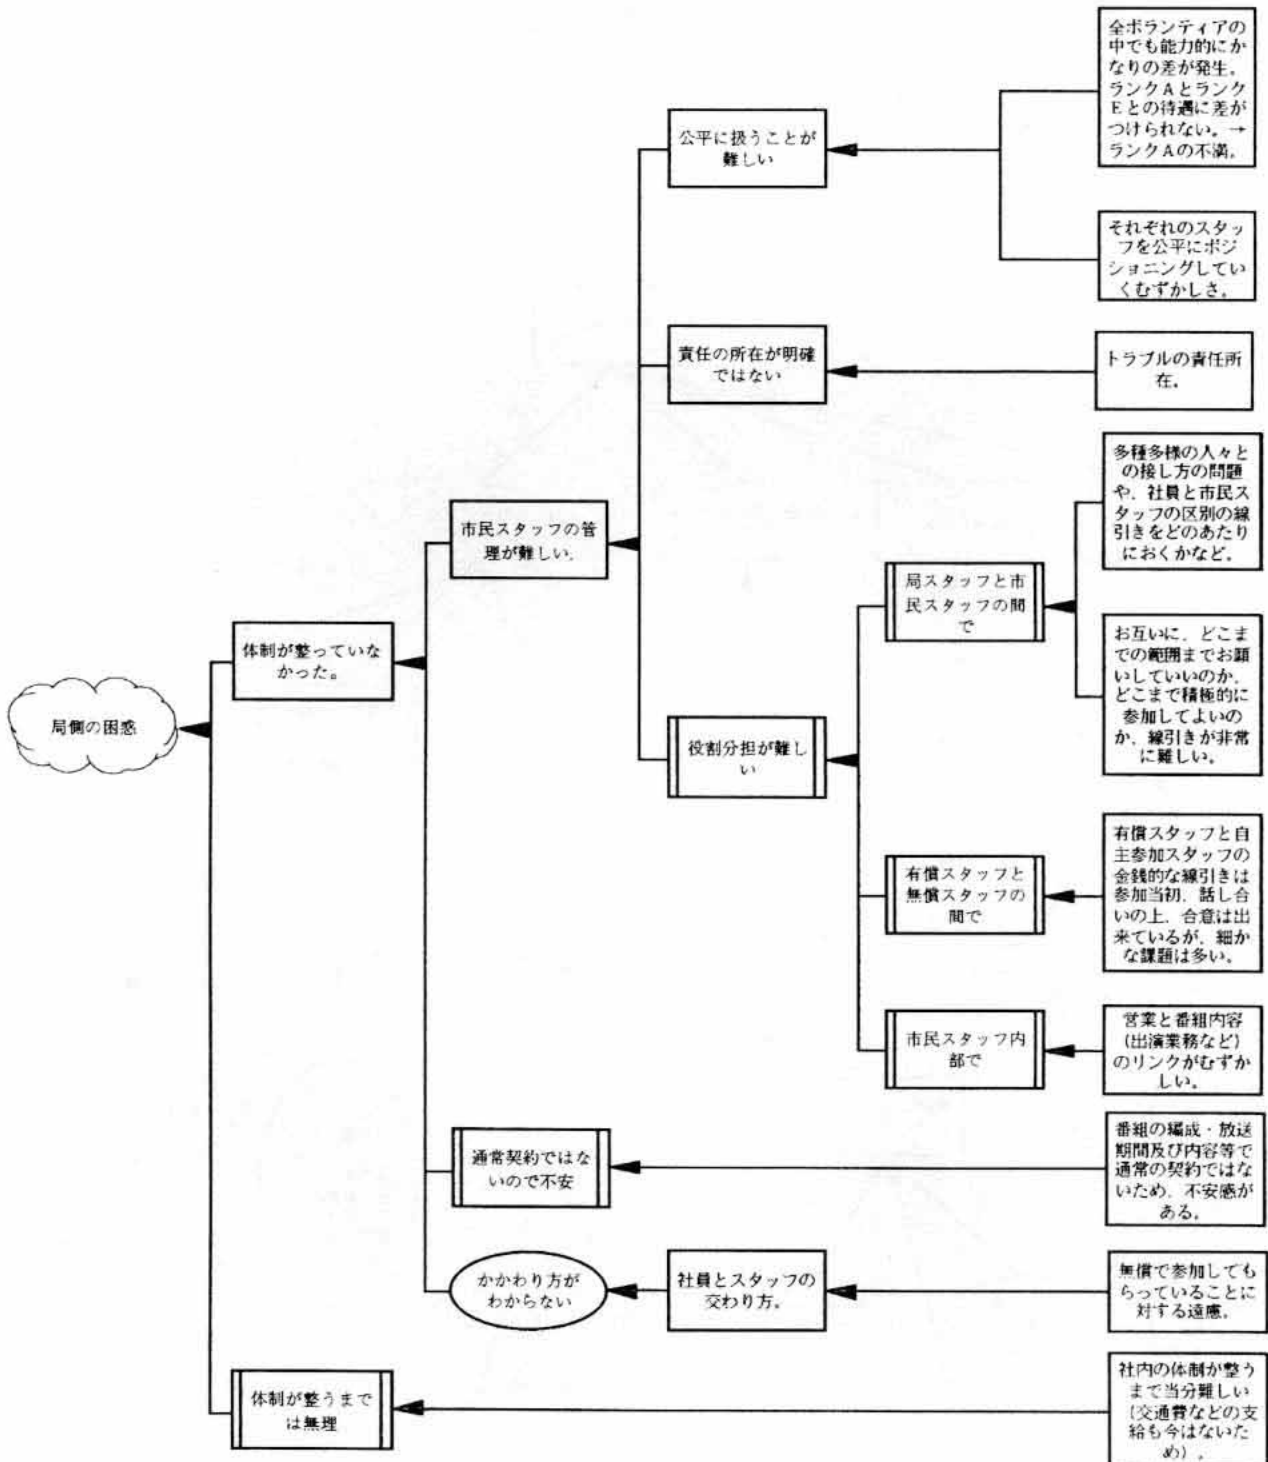 全ボランティアの
中でも能力的にか
なりの差が発生。
ランクAとランク
Eとの待遇に差が
つけられない。→
ランクAの不満。
公平に扱うことが
難しい
それぞれのスタッ
フを公平にポジ
ショニングしてい
くむずかしさ。
責任の所在が明確
ではない
トラブルの責任所
在。
多種多様の人々と
の接し方の問題
や、社員と市民ス
タッフの区別の線
引きをどのあたり
におくかなど。
市民スタッフの管
理が難しい.
局スタッフと市
民スタッフの間
で
お互いに、どこま
での範囲までお願
いしていいのか、
どこまで積極的に
参加してよいの
か、線引きが非常
に難しい。
体制が整っていな
かった。
局側の困惑
役割分担が難し
い
有償スタッフと
無償スタッフの
間で
有償スタッフと自
主参加スタッフの
金銭的な線引きは
参加当初、話し合
いの上、合意は出
来ているが、細か
な課題は多い。
市民スタッフ内
部で
営業と番組内容
(出演業務など)
のリンクがむずか
しい。
通常契約ではな
いので不安
番組の編成・放送
期間及び内容等で
通常の契約ではな
いため、不安感が
ある。
かかわり方が
わからない
社員とスタッフの
交わり方。
無償で参加しても
らっていることに
対する遠慮。
体制が整うまで
は無理
社内の体制が整う
まで当分難しい
(交通費などの支
給も今はないた
め)。